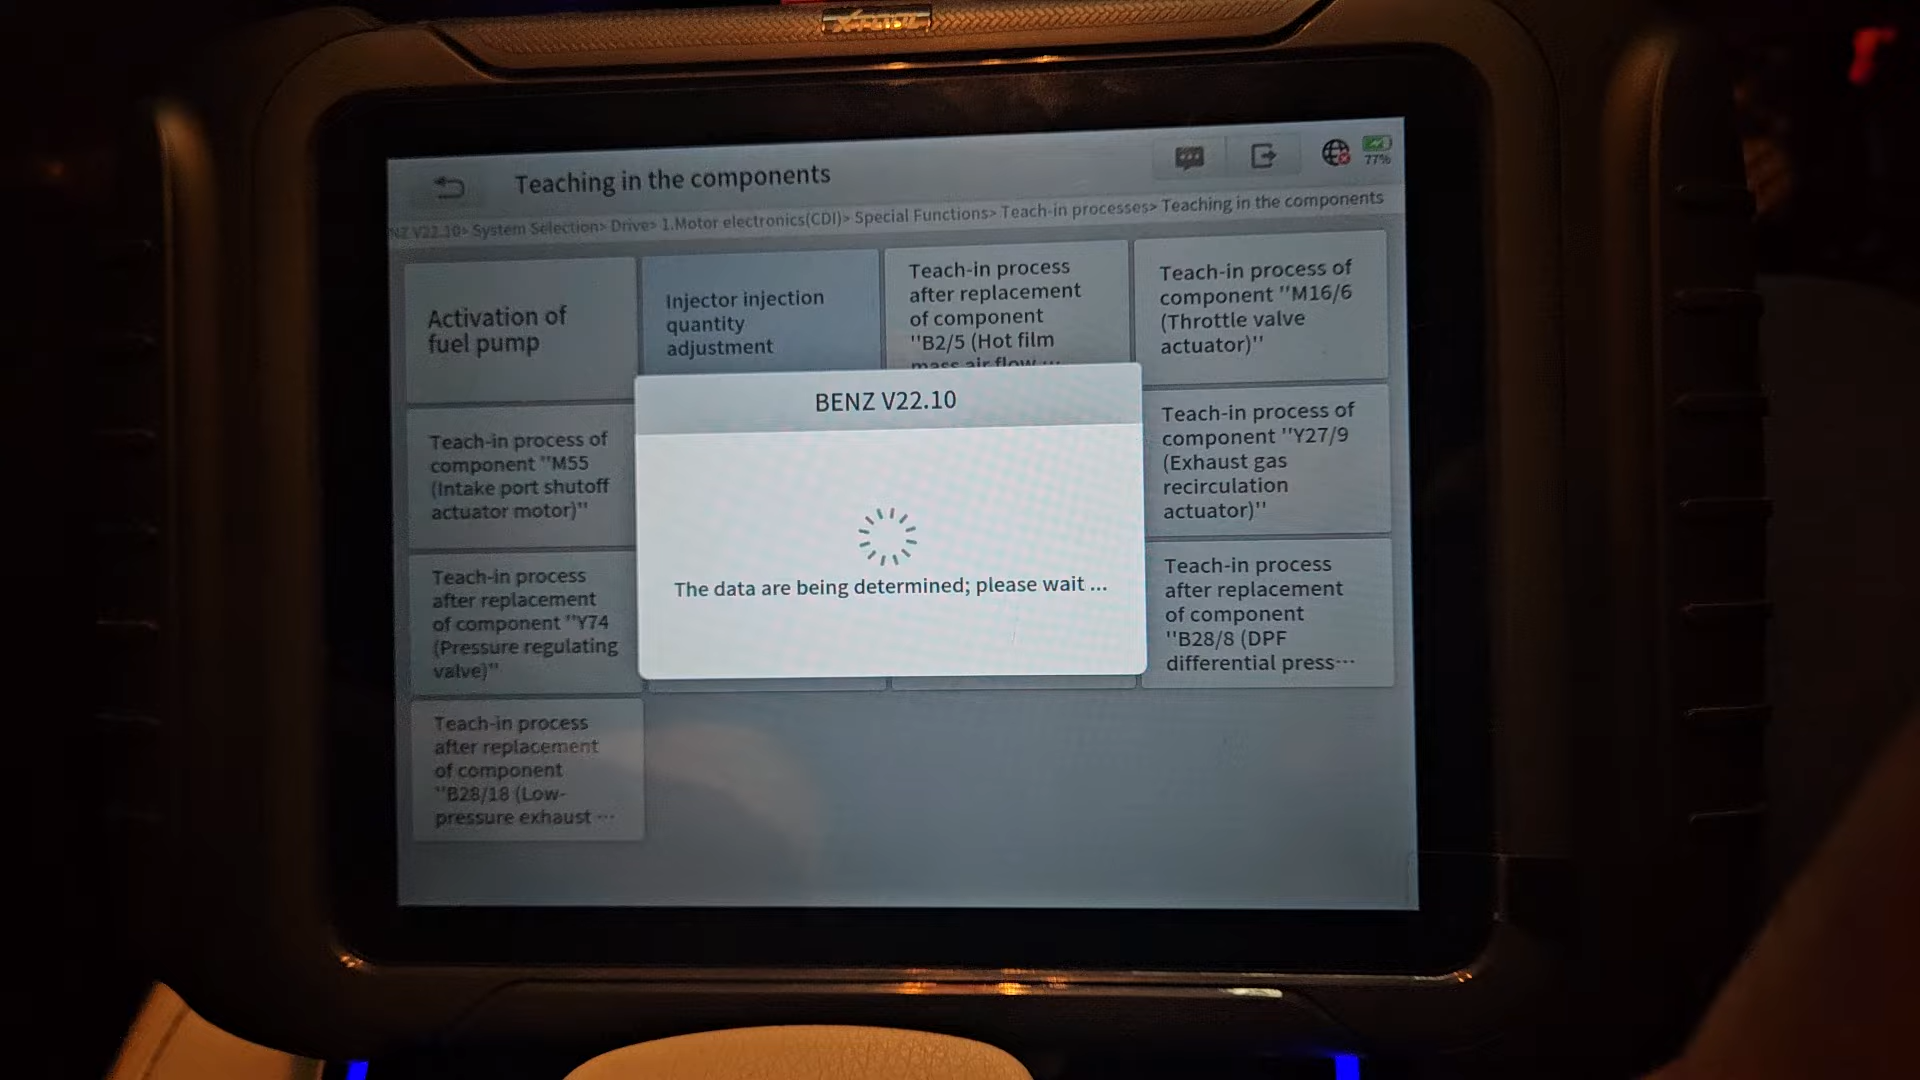 XTOOL
Teaching in the components
77%
NZ V22.10> System Selection> Drive> 1.Motor electronics(CDI)> Special Functions> Teach-in processes> Teaching in the components
Activation of
fuel pump
Injector injection
quantity
adjustment
Teach-in process
after replacement
of component
"B2/5 (Hot film
mass air flow ...
Teach-in process of
component "M16/6
(Throttle valve
actuator)"
Teach-in process of
component "M55
(Intake port shutoff
actuator motor)"
BENZ V22.10
The data are being determined; please wait ...
Teach-in process of
component "Y27/9
(Exhaust gas
recirculation
actuator)"
Teach-in process
after replacement
of component "Y74
(Pressure regulating
valve)"
Teach-in process
after replacement
of component
"B28/8 (DPF
differential press...
Teach-in process
after replacement
of component
"B28/18 (Low-
pressure exhaust ...